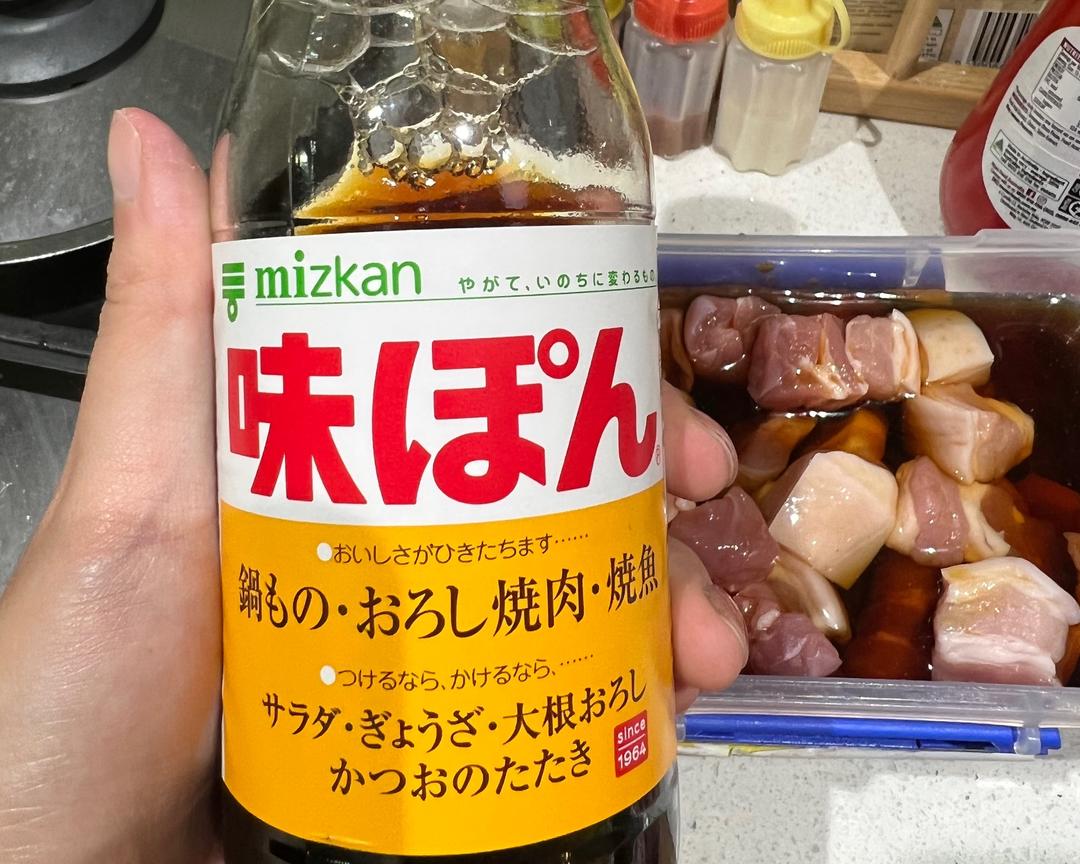 mizkan
やがて、いのちに変わるもの。
味ぽん
おいしさがひきたちます……
鍋もの・おろし焼肉・焼魚
つけるなら、かけるなら、……
サラダ・ぎょうざ・大根おろし
かつおのたたき
since
1964